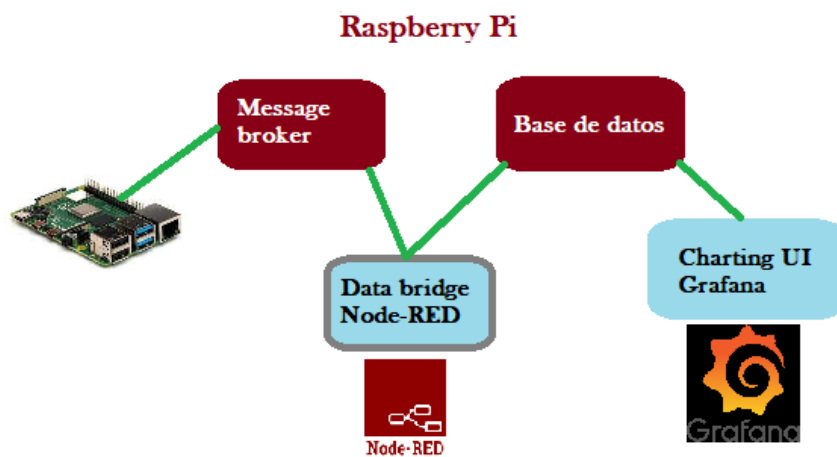 Raspberry Pi
Message
broker
Base de datos
Data bridge
Node-RED
Charting UI
Grafana
Node-RED
Grafana